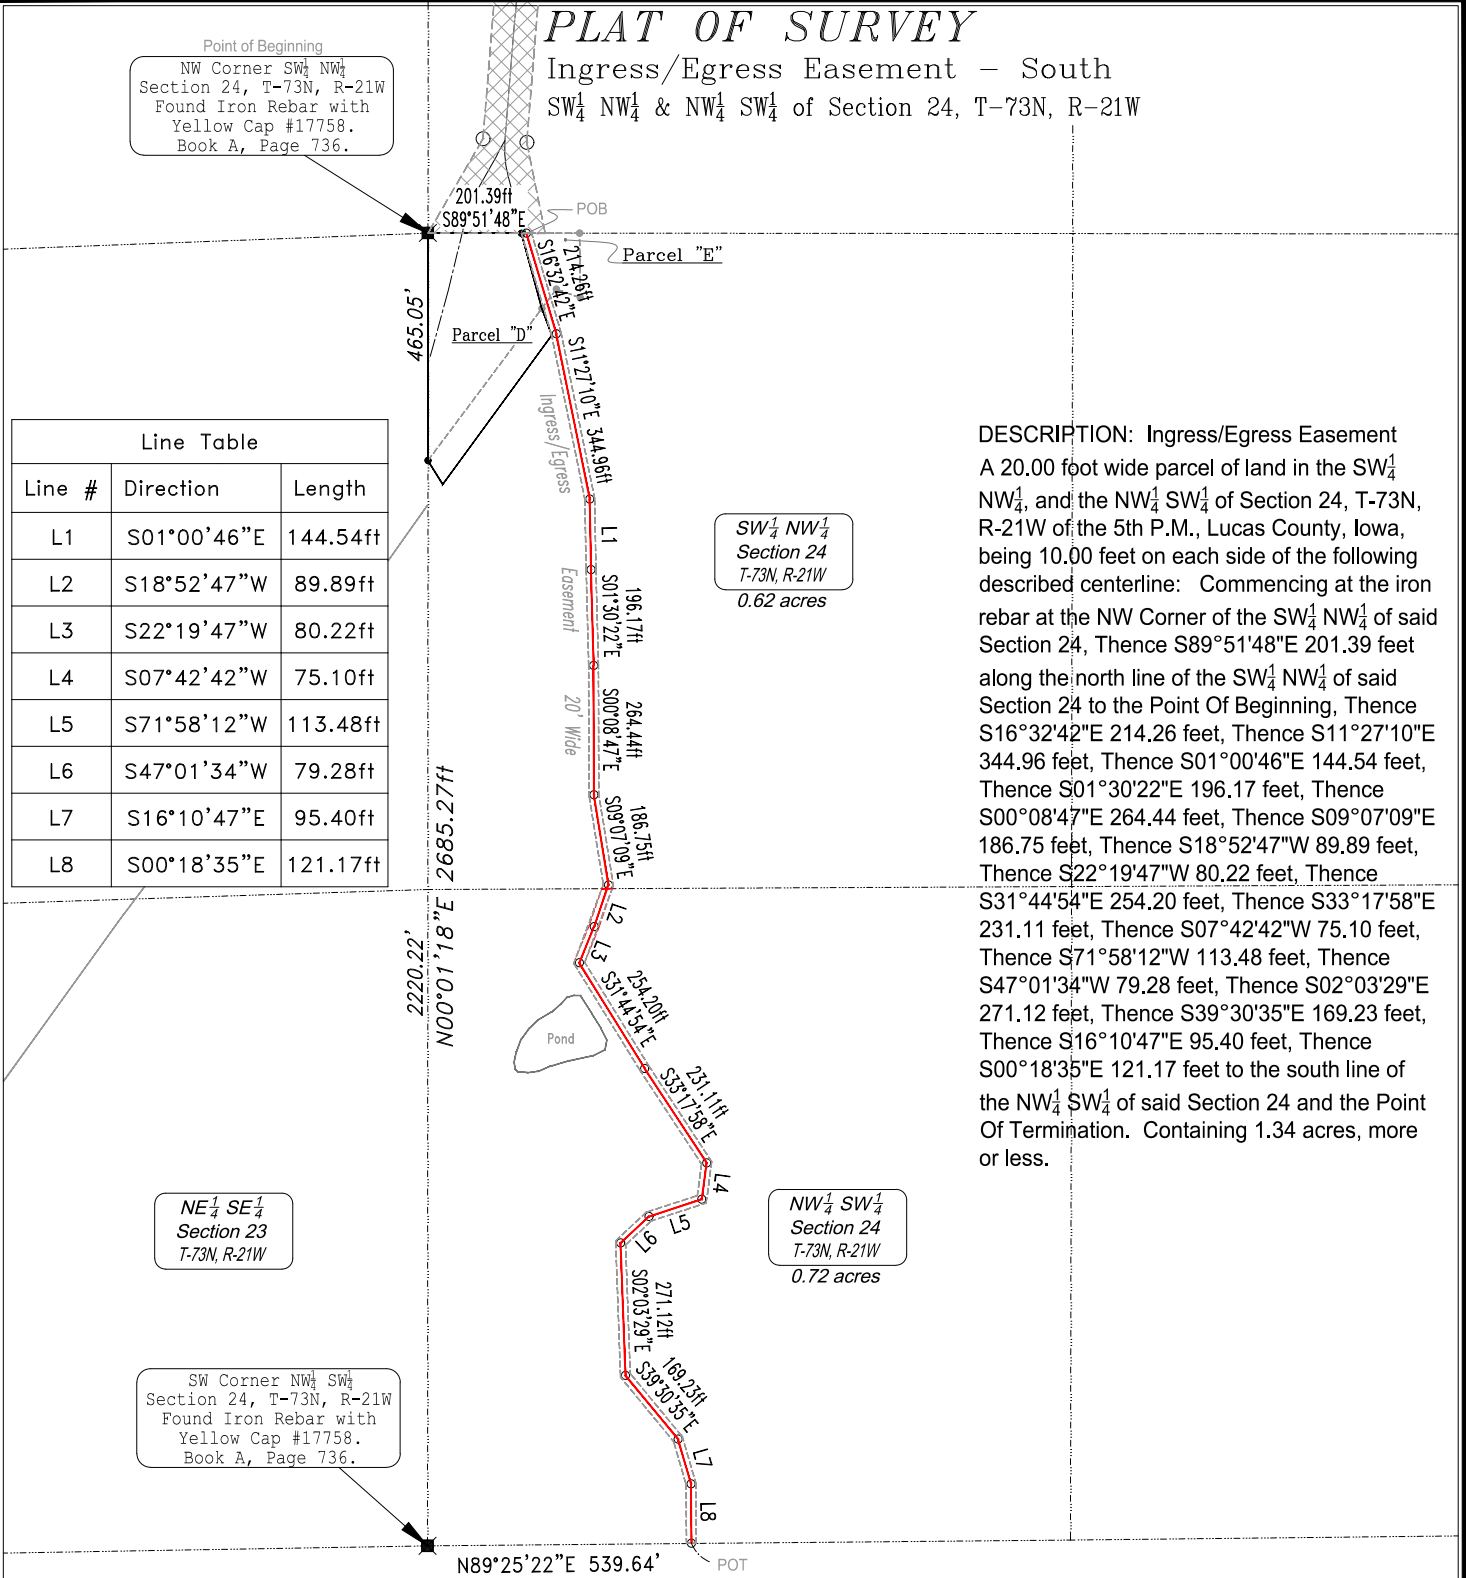 PLAT OF SURVEY
Ingress/Egress Easement – South
SW¼ NW¼ & NW¼ SW¼ of Section 24, T-73N, R-21W
Point of Beginning
NW Corner SW¼ NW¼
Section 24, T-73N, R-21W
Found Iron Rebar with
Yellow Cap #17758.
Book A, Page 736.
201.39ft
S89°51'48"E
POB
Parcel "E"
S16°32'42"E
214.26ft
465.05'
Parcel "D"
S11°27'10"E 344.96ft
Ingress/Egress
Easement
20' Wide
Line Table
Line # Direction Length
L1 S01°00'46"E 144.54ft
L2 S18°52'47"W 89.89ft
L3 S22°19'47"W 80.22ft
L4 S07°42'42"W 75.10ft
L5 S71°58'12"W 113.48ft
L6 S47°01'34"W 79.28ft
L7 S16°10'47"E 95.40ft
L8 S00°18'35"E 121.17ft
L1
196.17ft
S01°30'22"E
264.44ft
S00°08'47"E
186.75ft
S09°07'09"E
L2
L3
254.20ft
S31°44'54"E
231.11ft
S33°17'58"E
L4
L5
L6
271.12ft
S02°03'29"E
169.23ft
S39°30'35"E
L7
L8
POT
Pond
2220.22'
N00°01'18"E 2685.27ft
SW¼ NW¼
Section 24
T-73N, R-21W
0.62 acres
DESCRIPTION: Ingress/Egress Easement
A 20.00 foot wide parcel of land in the SW¼
NW¼, and the NW¼ SW¼ of Section 24, T-73N,
R-21W of the 5th P.M., Lucas County, Iowa,
being 10.00 feet on each side of the following
described centerline: Commencing at the iron
rebar at the NW Corner of the SW¼ NW¼ of said
Section 24, Thence S89°51'48"E 201.39 feet
along the north line of the SW¼ NW¼ of said
Section 24 to the Point Of Beginning, Thence
S16°32'42"E 214.26 feet, Thence S11°27'10"E
344.96 feet, Thence S01°00'46"E 144.54 feet,
Thence S01°30'22"E 196.17 feet, Thence
S00°08'47"E 264.44 feet, Thence S09°07'09"E
186.75 feet, Thence S18°52'47"W 89.89 feet,
Thence S22°19'47"W 80.22 feet, Thence
S31°44'54"E 254.20 feet, Thence S33°17'58"E
231.11 feet, Thence S07°42'42"W 75.10 feet,
Thence S71°58'12"W 113.48 feet, Thence
S47°01'34"W 79.28 feet, Thence S02°03'29"E
271.12 feet, Thence S39°30'35"E 169.23 feet,
Thence S16°10'47"E 95.40 feet, Thence
S00°18'35"E 121.17 feet to the south line of
the NW¼ SW¼ of said Section 24 and the Point
Of Termination. Containing 1.34 acres, more
or less.
NE¼ SE¼
Section 23
T-73N, R-21W
NW¼ SW¼
Section 24
T-73N, R-21W
0.72 acres
SW Corner NW¼ SW¼
Section 24, T-73N, R-21W
Found Iron Rebar with
Yellow Cap #17758.
Book A, Page 736.
N89°25'22"E 539.64'